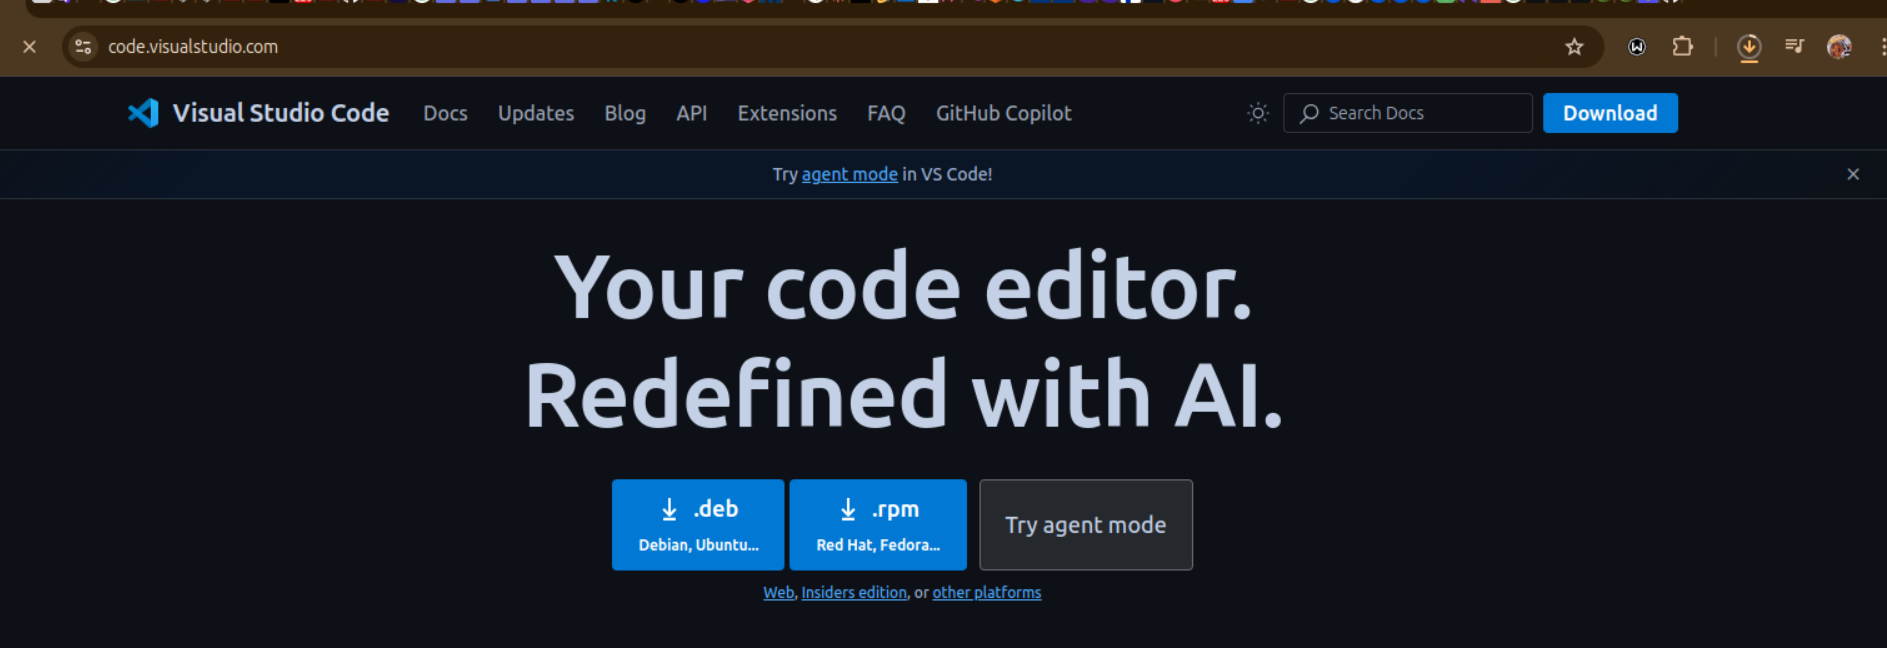 code.visualstudio.com
Visual Studio Code Docs Updates Blog API Extensions FAQ GitHub Copilot Search Docs Download
Try agent mode in VS Code!
Your code editor.
Redefined with AI.
.deb
Debian, Ubuntu...
.rpm
Red Hat, Fedora...
Try agent mode
Web, Insiders edition, or other platforms